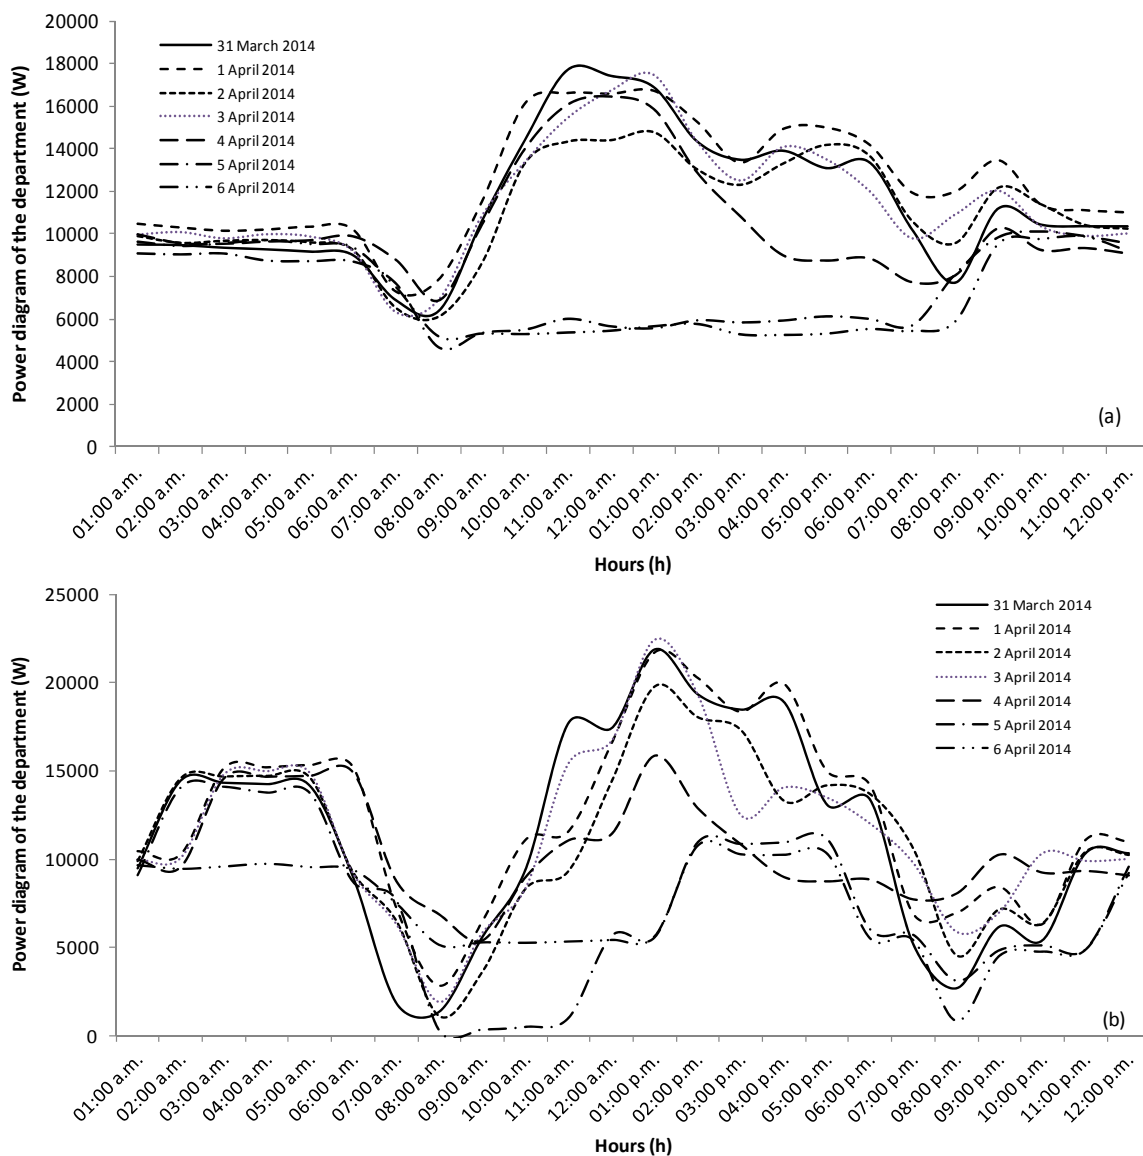 20000
18000
16000
14000
12000
10000
8000
6000
4000
2000
0
Power diagram of the department (W)
31 March 2014
1 April 2014
2 April 2014
3 April 2014
4 April 2014
5 April 2014
6 April 2014
(a)
01:00 a.m.
02:00 a.m.
03:00 a.m.
04:00 a.m.
05:00 a.m.
06:00 a.m.
07:00 a.m.
08:00 a.m.
09:00 a.m.
10:00 a.m.
11:00 a.m.
12:00 a.m.
01:00 p.m.
02:00 p.m.
03:00 p.m.
04:00 p.m.
05:00 p.m.
06:00 p.m.
07:00 p.m.
08:00 p.m.
09:00 p.m.
10:00 p.m.
11:00 p.m.
12:00 p.m.
Hours (h)
25000
20000
15000
10000
5000
0
Power diagram of the department (W)
31 March 2014
1 April 2014
2 April 2014
3 April 2014
4 April 2014
5 April 2014
6 April 2014
(b)
01:00 a.m.
02:00 a.m.
03:00 a.m.
04:00 a.m.
05:00 a.m.
06:00 a.m.
07:00 a.m.
08:00 a.m.
09:00 a.m.
10:00 a.m.
11:00 a.m.
12:00 a.m.
01:00 p.m.
02:00 p.m.
03:00 p.m.
04:00 p.m.
05:00 p.m.
06:00 p.m.
07:00 p.m.
08:00 p.m.
09:00 p.m.
10:00 p.m.
11:00 p.m.
12:00 p.m.
Hours (h)